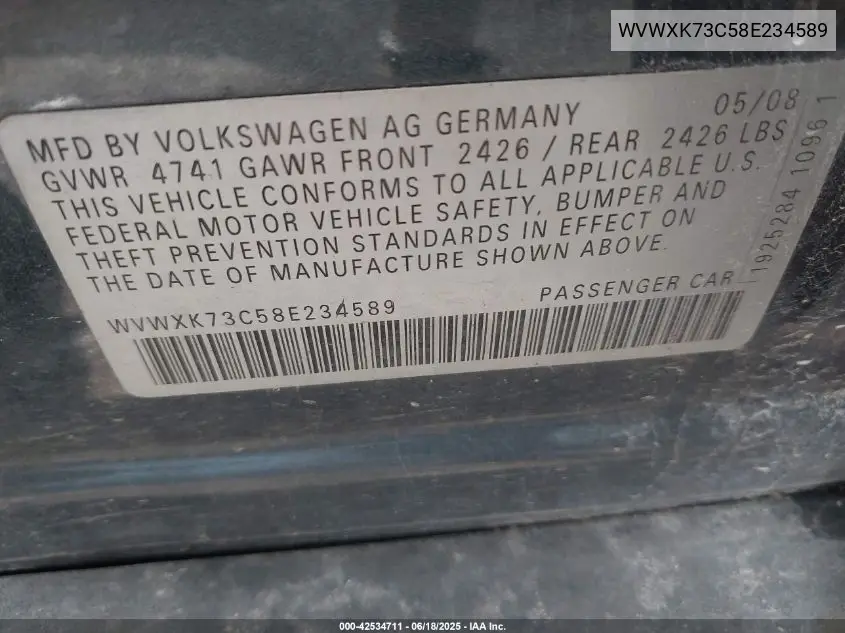 WVWXK73C58E234589
05/08
MFD BY VOLKSWAGEN AG GERMANY
GVWR 4741 GAWR FRONT 2426 / REAR 2426 LBS
THIS VEHICLE CONFORMS TO ALL APPLICABLE U.S.
FEDERAL MOTOR VEHICLE SAFETY, BUMPER AND
THEFT PREVENTION STANDARDS IN EFFECT ON
THE DATE OF MANUFACTURE SHOWN ABOVE.
PASSENGER CAR
WVWXK73C58E234589
1925284 1096 1
000-42534711 - 06/18/2025 - IAA Inc.